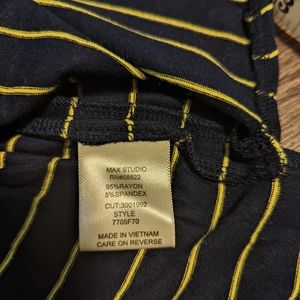 MAX STUDIO
RN#58822
95%RAYON
5%SPANDEX
CUT:3001992
STYLE
7705F70
MADE IN VIETNAM
CARE ON REVERSE